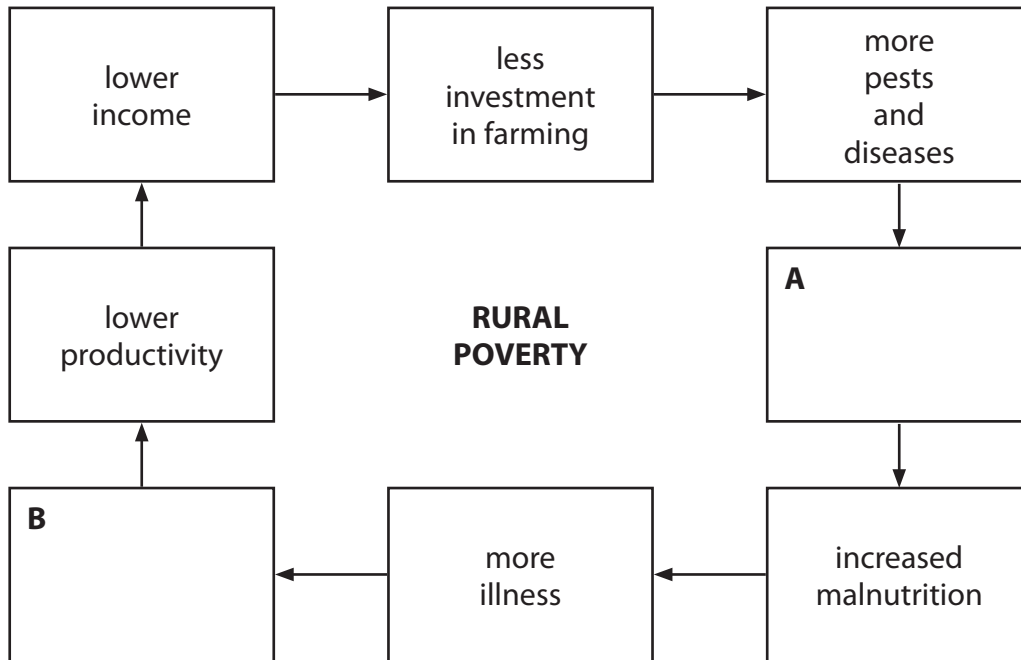 lower
income
less
investment
in farming
more
pests
and
diseases
lower
productivity
RURAL
POVERTY
A
B
more
illness
increased
malnutrition